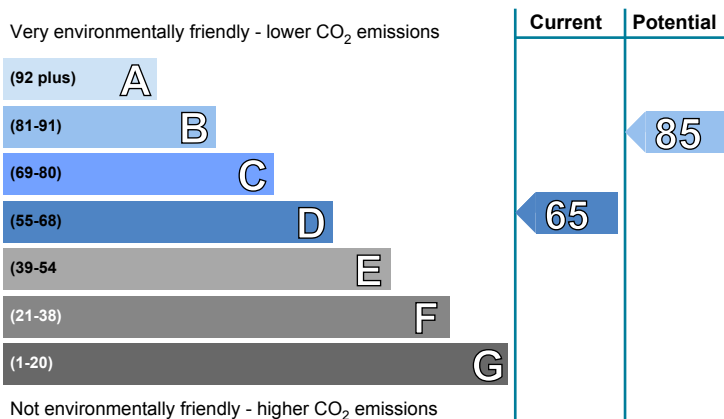 Very environmentally friendly - lower CO2 emissions
Current
Potential
(92 plus) A
(81-91) B
(69-80) C
(55-68) D
(39-54 E
(21-38) F
(1-20) G
85
65
Not environmentally friendly - higher CO2 emissions